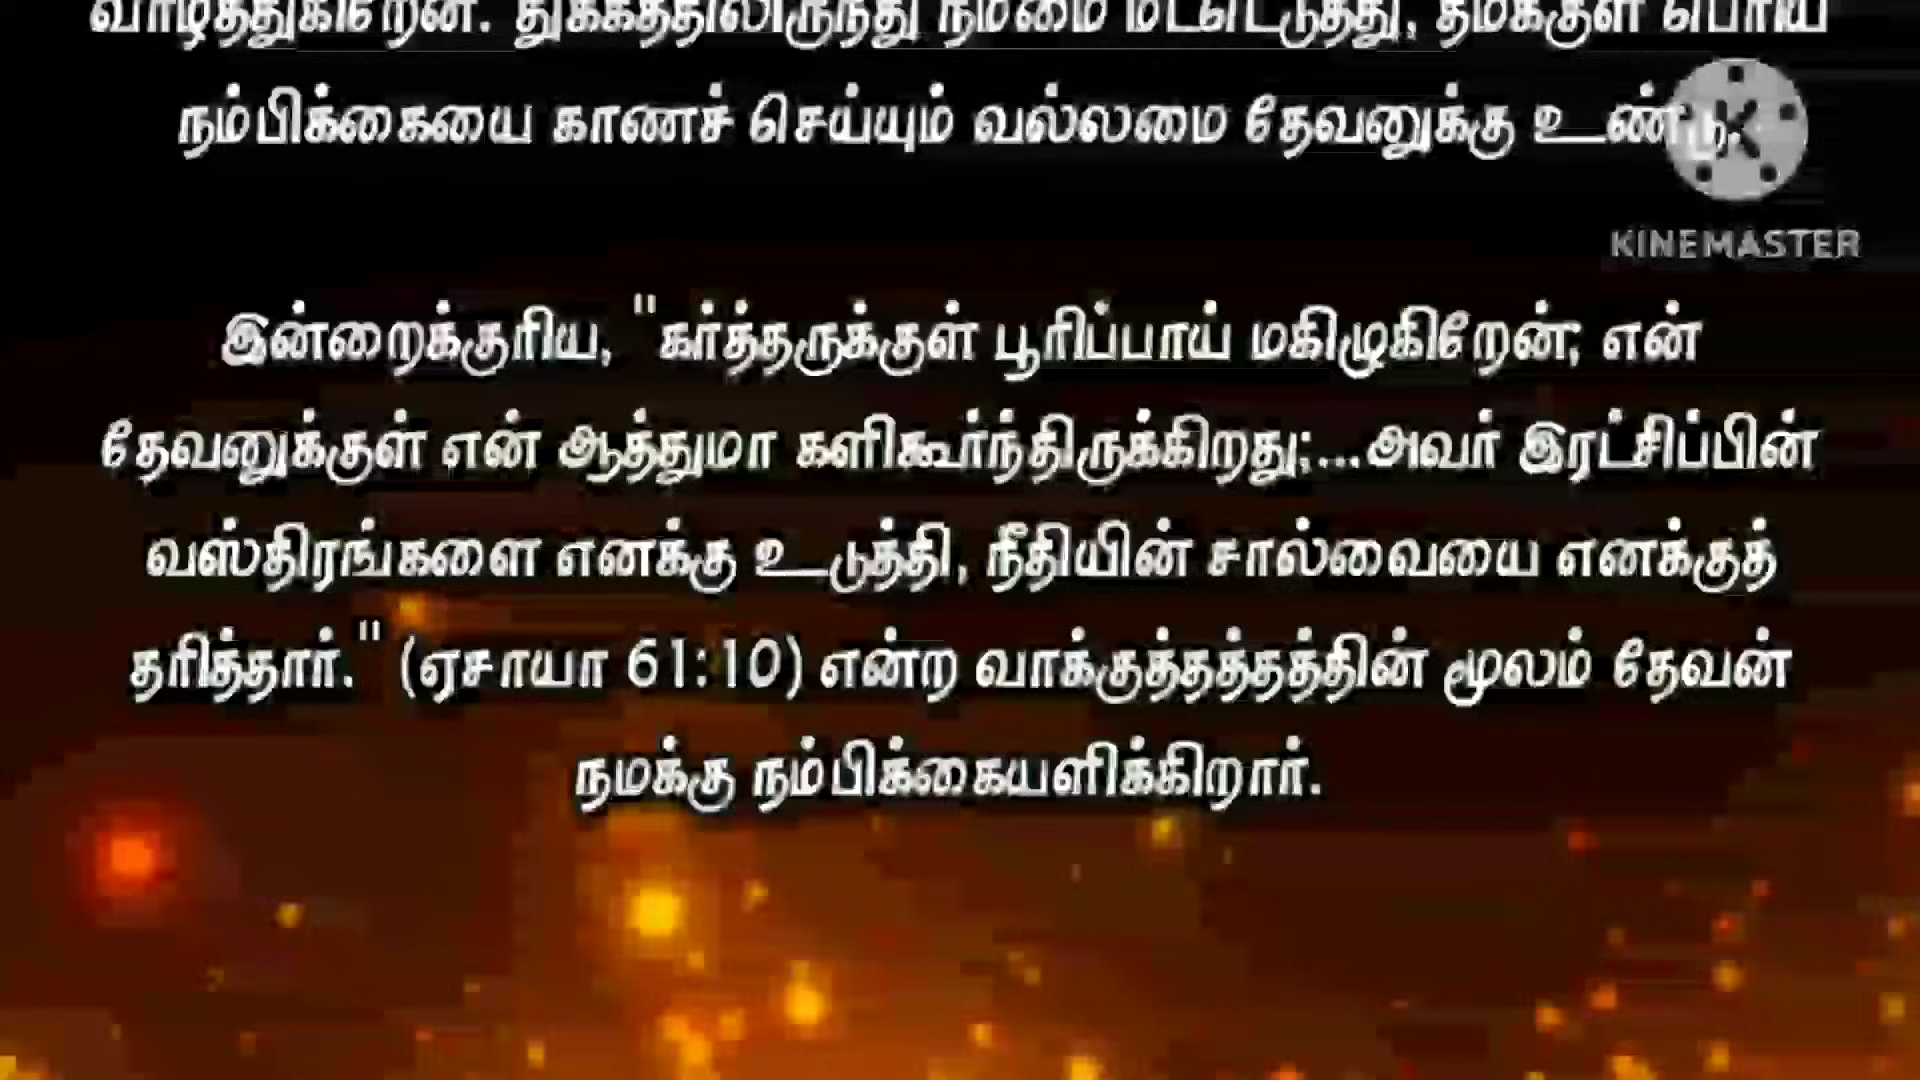 வாழ்த்துகிறேன். துக்கத்திலிருந்து நம்மை மீட்டெடுத்து, தமக்குள் பெரிய
நம்பிக்கையை காணச் செய்யும் வல்லமை தேவனுக்கு உண்டு.
KINEMASTER
இன்றைக்குரிய, "கர்த்தருக்குள் பூரிப்பாய் மகிழுகிறேன்; என்
தேவனுக்குள் என் ஆத்துமா களிகூர்ந்திருக்கிறது;...அவர் இரட்சிப்பின்
வஸ்திரங்களை எனக்கு உடுத்தி, நீதியின் சால்வையை எனக்குத்
தரித்தார்." (ஏசாயா 61:10) என்ற வாக்குத்தத்தத்தின் மூலம் தேவன்
நமக்கு நம்பிக்கையளிக்கிறார்.